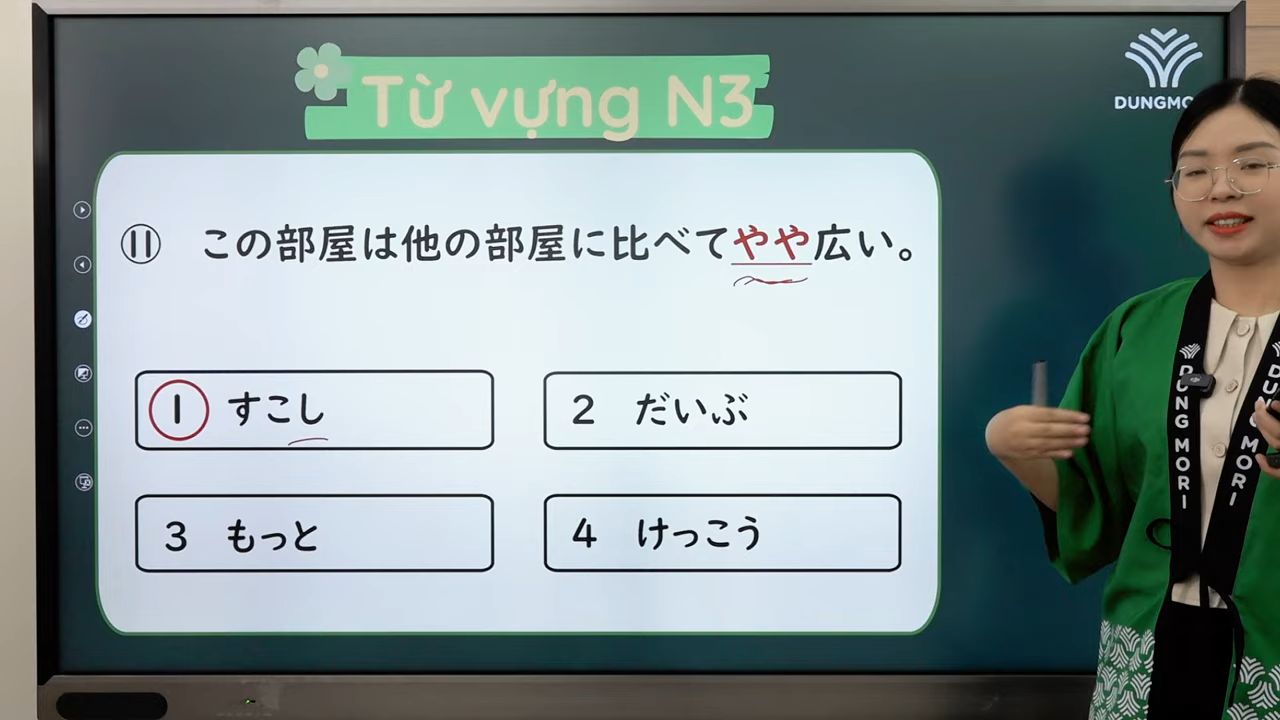 Từ vựng N3
DUNGMO
⑪ この部屋は他の部屋に比べてやや広い。
1 すこし
2 だいぶ
3 もっと
4 けっこう
DUNG MORI
DUNG MORI